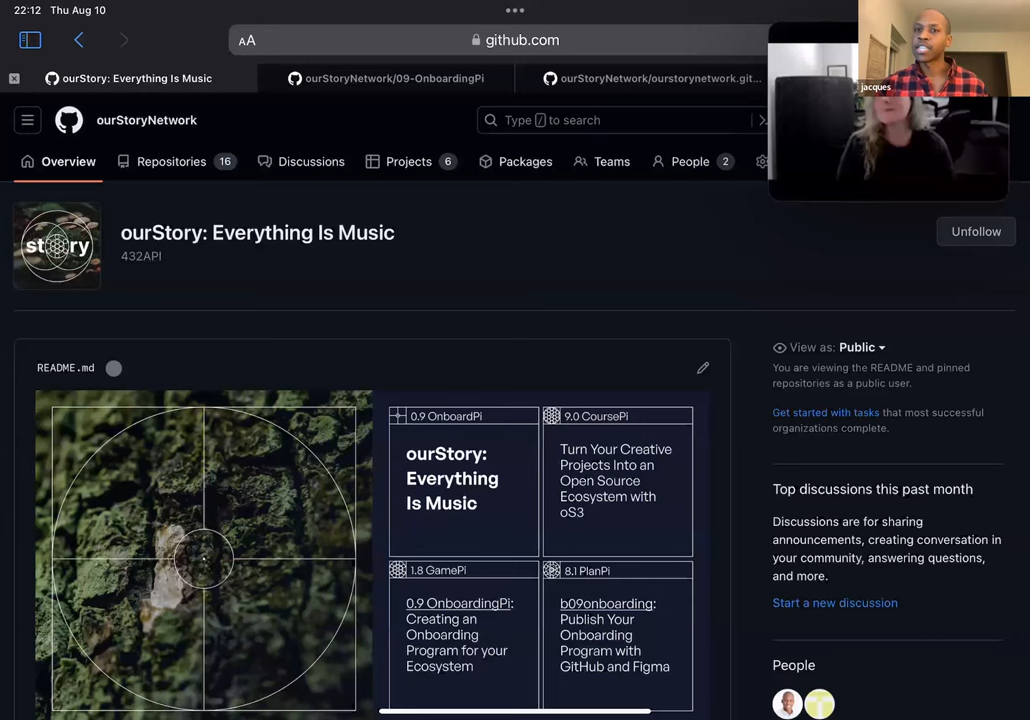 22:12 Thu Aug 10
AA
github.com
ourStory: Everything Is Music
ourStoryNetwork/09-OnboardingPi
ourStoryNetwork/ourstorynetwork.git...
jacques
ourStoryNetwork
Type / to search
Overview
Repositories 16
Discussions
Projects 6
Packages
Teams
People 2
story
ourStory: Everything Is Music
432API
Unfollow
README.md
0.9 OnboardPi
ourStory:
Everything
Is Music
9.0 CoursePi
Turn Your Creative
Projects Into an
Open Source
Ecosystem with
oS3
1.8 GamePi
0.9 OnboardingPi:
Creating an
Onboarding
Program for your
Ecosystem
8.1 PlanPi
b09onboarding:
Publish Your
Onboarding
Program with
GitHub and Figma
View as: Public
You are viewing the README and pinned
repositories as a public user.
Get started with tasks that most successful
organizations complete.
Top discussions this past month
Discussions are for sharing
announcements, creating conversation in
your community, answering questions,
and more.
Start a new discussion
People